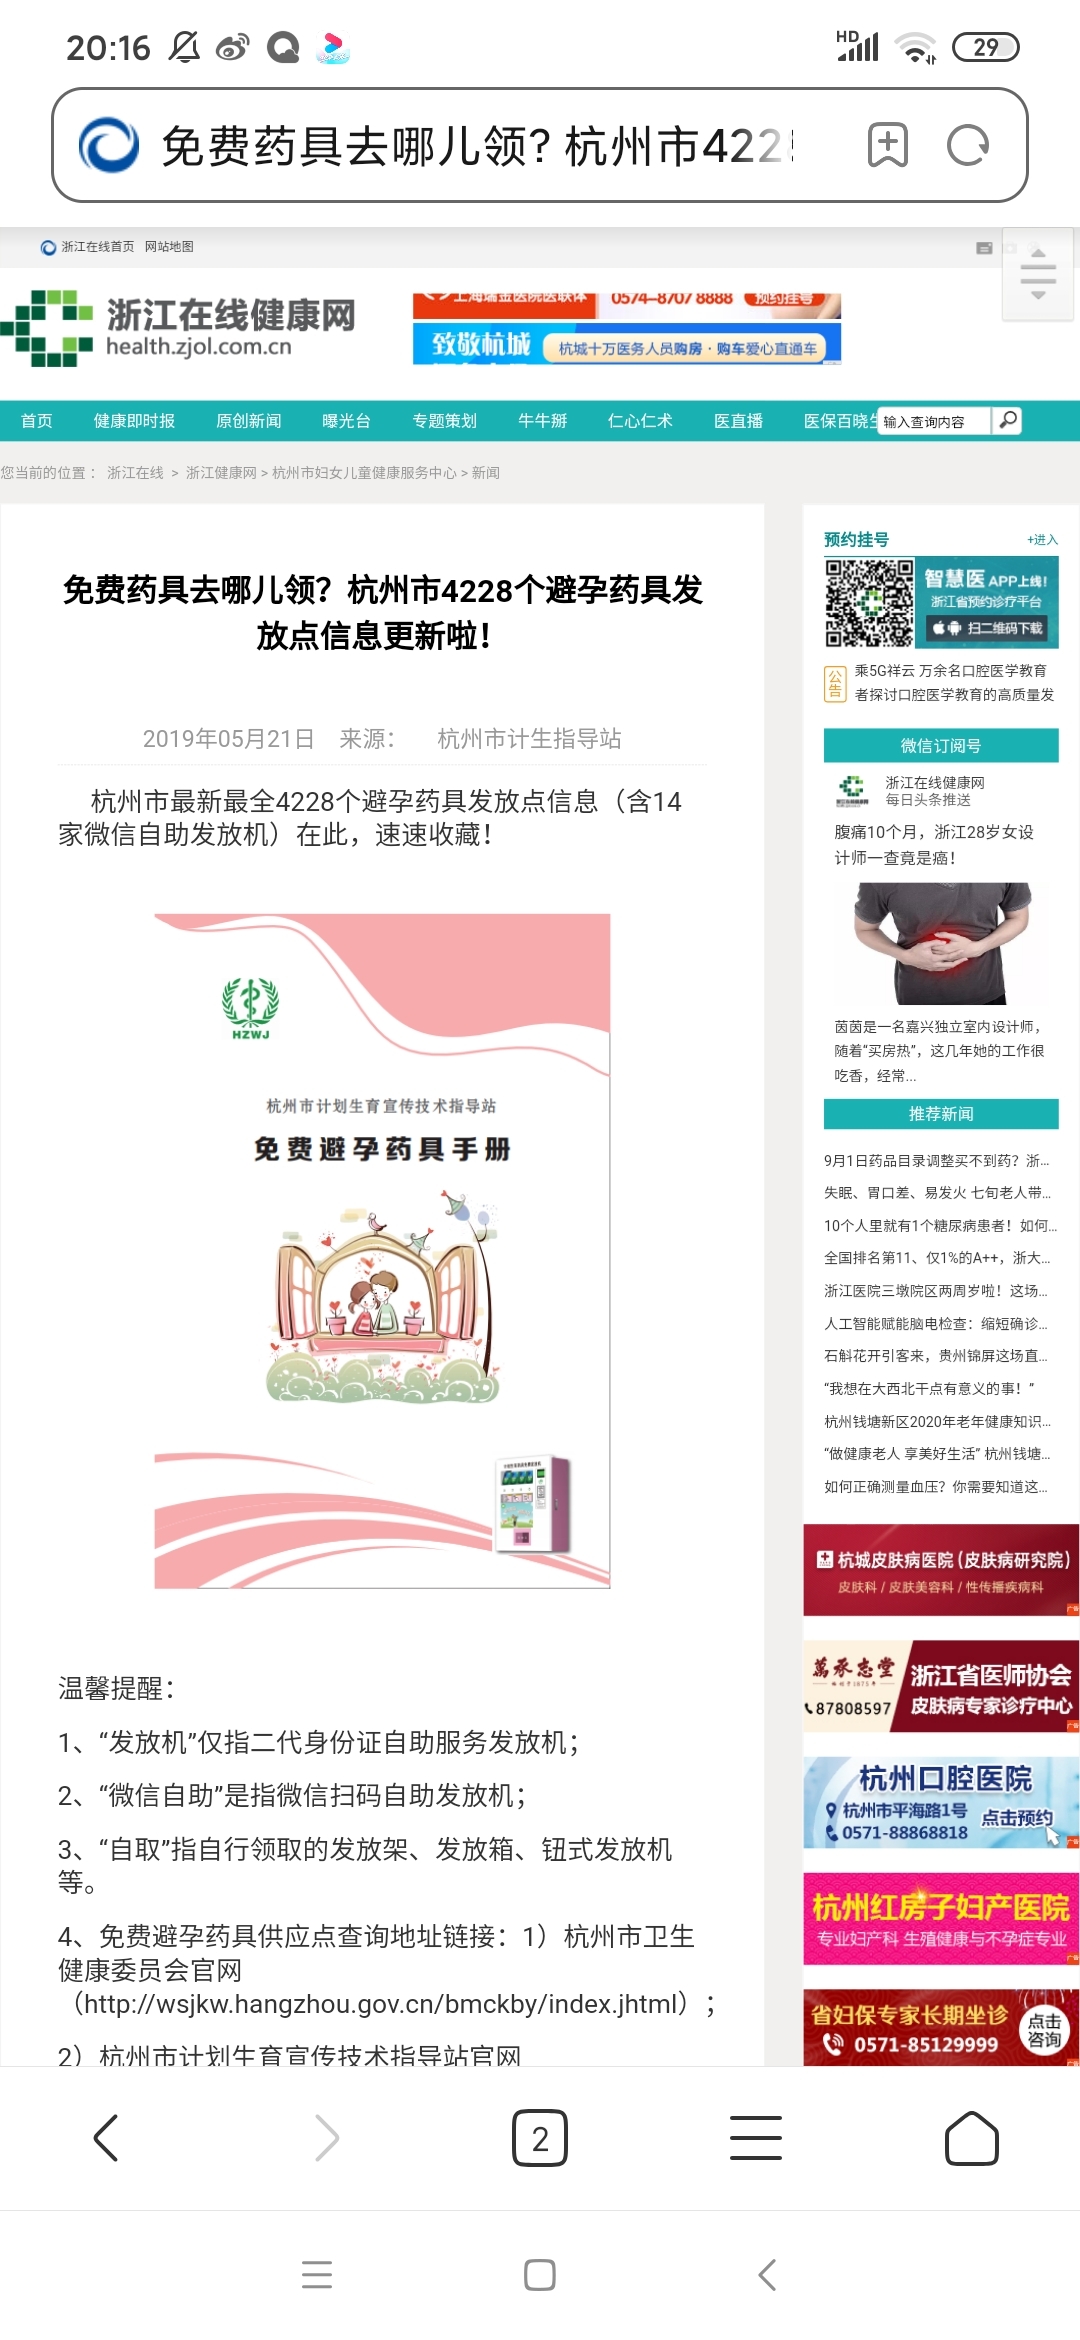 20:16
HD
29
免费药具去哪儿领? 杭州市422
浙江在线首页 网站地图
浙江在线健康网
health.zjol.com.cn
上海瑞金医院医联体 0574-8707 8888 预约挂号
致敬杭城 杭城十万医务人员购房·购车爱心直通车
首页 健康即时报 原创新闻 曝光台 专题策划 牛牛掰 仁心仁术 医直播 医保百晓生 输入查询内容
您当前的位置： 浙江在线 > 浙江健康网 > 杭州市妇女儿童健康服务中心 > 新闻
免费药具去哪儿领？杭州市4228个避孕药具发
放点信息更新啦！
2019年05月21日 来源： 杭州市计生指导站
杭州市最新最全4228个避孕药具发放点信息（含14
家微信自助发放机）在此，速速收藏！
HZWJ
杭州市计划生育宣传技术指导站
免费避孕药具手册
温馨提醒：
1、“发放机”仅指二代身份证自助服务发放机；
2、“微信自助”是指微信扫码自助发放机；
3、“自取”指自行领取的发放架、发放箱、钮式发放机
等。
4、免费避孕药具供应点查询地址链接：1）杭州市卫生
健康委员会官网
（http://wsjkw.hangzhou.gov.cn/bmckby/index.jhtml）；
2）杭州市计划生育宣传技术指导站官网
预约挂号 +进入
智慧医 APP上线!
浙江省预约诊疗平台
扫二维码下载
公告
乘5G祥云 万余名口腔医学教育
者探讨口腔医学教育的高质量发
微信订阅号
浙江在线健康网
每日头条推送
腹痛10个月，浙江28岁女设
计师一查竟是癌！
茵茵是一名嘉兴独立室内设计师，
随着“买房热”，这几年她的工作很
吃香，经常...
推荐新闻
9月1日药品目录调整买不到药？浙...
失眠、胃口差、易发火 七旬老人带...
10个人里就有1个糖尿病患者！如何...
全国排名第11、仅1%的A++，浙大...
浙江医院三墩院区两周岁啦！这场...
人工智能赋能脑电检查：缩短确诊...
石斛花开引客来，贵州锦屏这场直...
“我想在大西北干点有意义的事！”
杭州钱塘新区2020年老年健康知识...
“做健康老人 享美好生活” 杭州钱塘...
如何正确测量血压？你需要知道这...
杭城皮肤病医院(皮肤病研究院)
皮肤科 / 皮肤美容科 / 性传播疾病科
广告
萬承志堂
87808597
浙江省医师协会
皮肤病专家诊疗中心
广告
杭州口腔医院
杭州市平海路1号
0571-88868818
点击预约
广告
杭州红房子妇产医院
专业妇产科 生殖健康与不孕症专业
广告
省妇保专家长期坐诊
0571-85129999
点击
咨询
广告
2